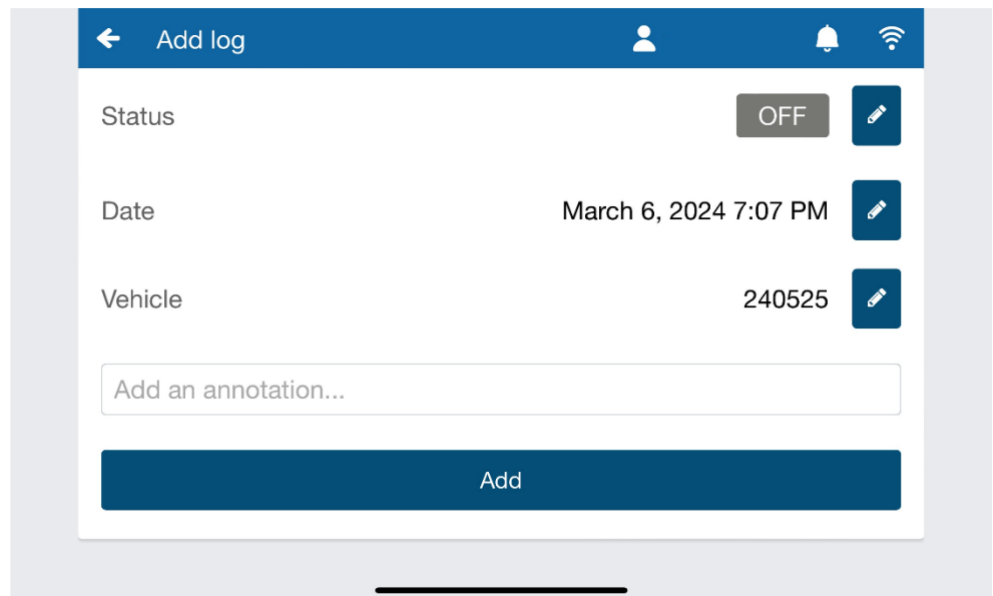 Add log
Status OFF
Date March 6, 2024 7:07 PM
Vehicle 240525
Add an annotation...
Add